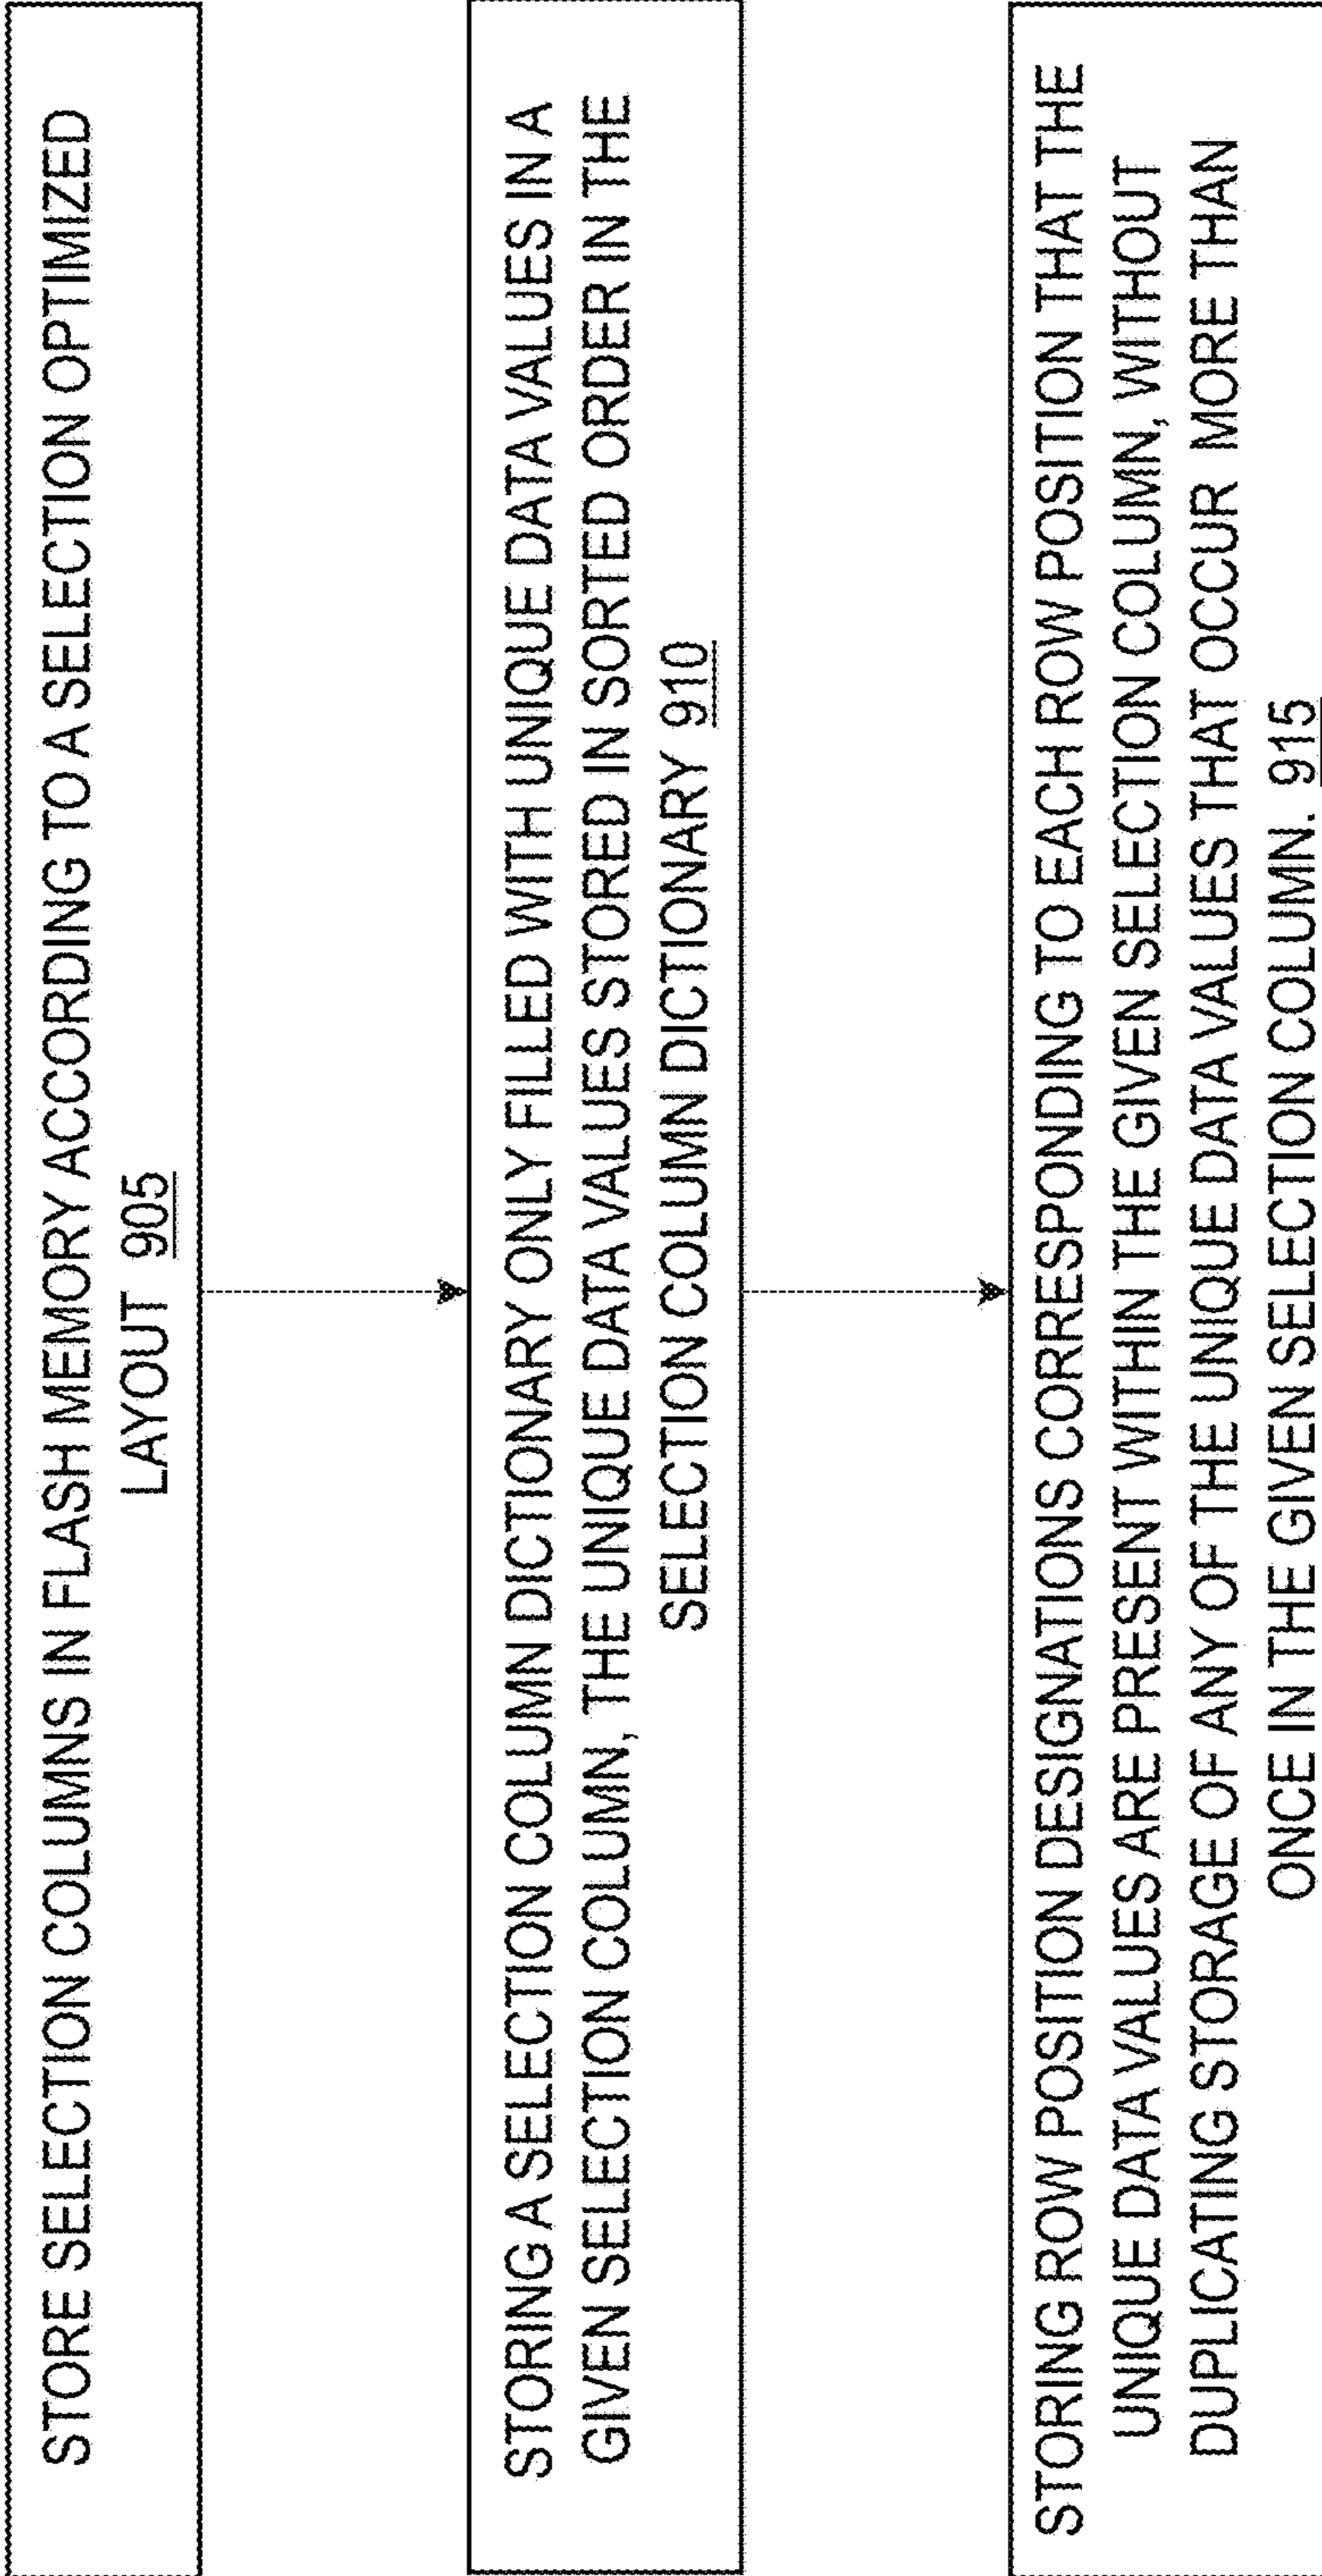 STORE SELECTION COLUMNS IN FLASH MEMORY ACCORDING TO A SELECTION OPTIMIZED
LAYOUT 905
STORING A SELECTION COLUMN DICTIONARY ONLY FILLED WITH UNIQUE DATA VALUES IN A
GIVEN SELECTION COLUMN, THE UNIQUE DATA VALUES STORED IN SORTED ORDER IN THE
SELECTION COLUMN DICTIONARY 910
STORING ROW POSITION DESIGNATIONS CORRESPONDING TO EACH ROW POSITION THAT THE
UNIQUE DATA VALUES ARE PRESENT WITHIN THE GIVEN SELECTION COLUMN, WITHOUT
DUPLICATING STORAGE OF ANY OF THE UNIQUE DATA VALUES THAT OCCUR MORE THAN
ONCE IN THE GIVEN SELECTION COLUMN. 915